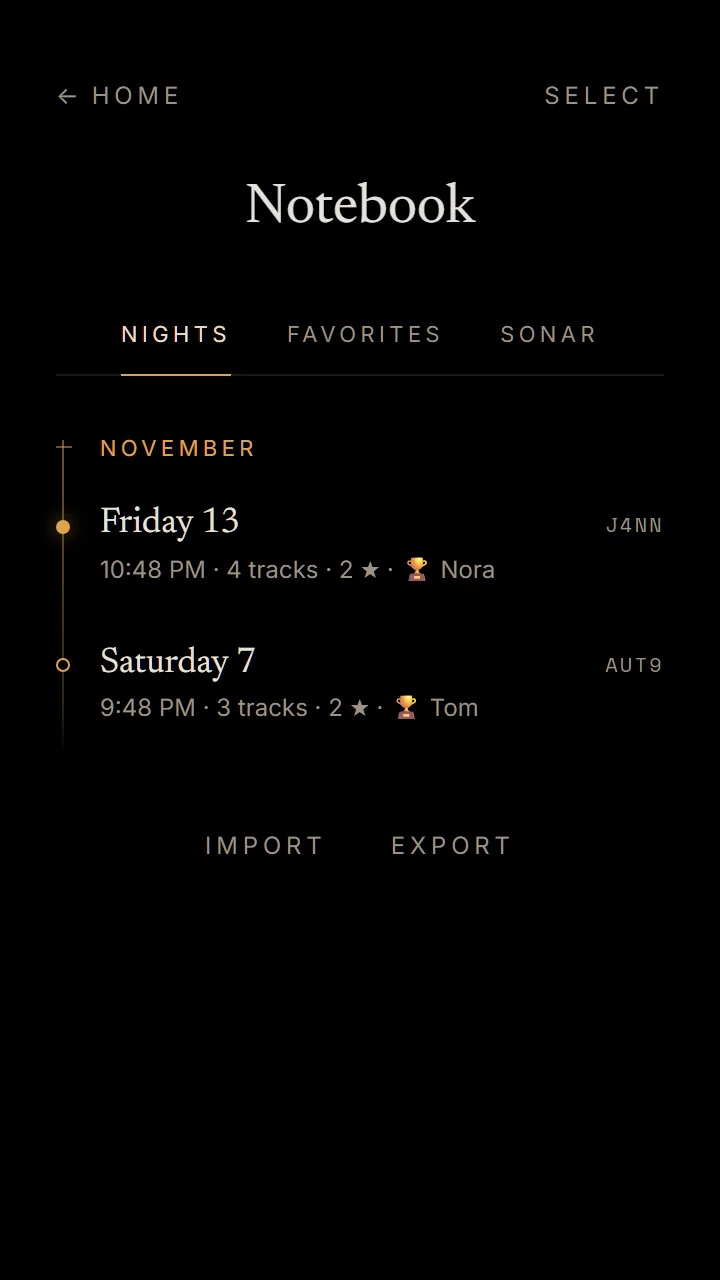 ← HOME SELECT
Notebook
NIGHTS FAVORITES SONAR
NOVEMBER
Friday 13 J4NN
10:48 PM · 4 tracks · 2 ★ · 🏆 Nora
Saturday 7 AUT9
9:48 PM · 3 tracks · 2 ★ · 🏆 Tom
IMPORT EXPORT